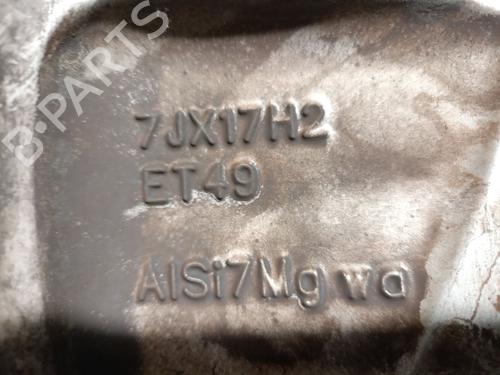 B-PARTS
7JX17H2
ET49
AlSi7Mg wa